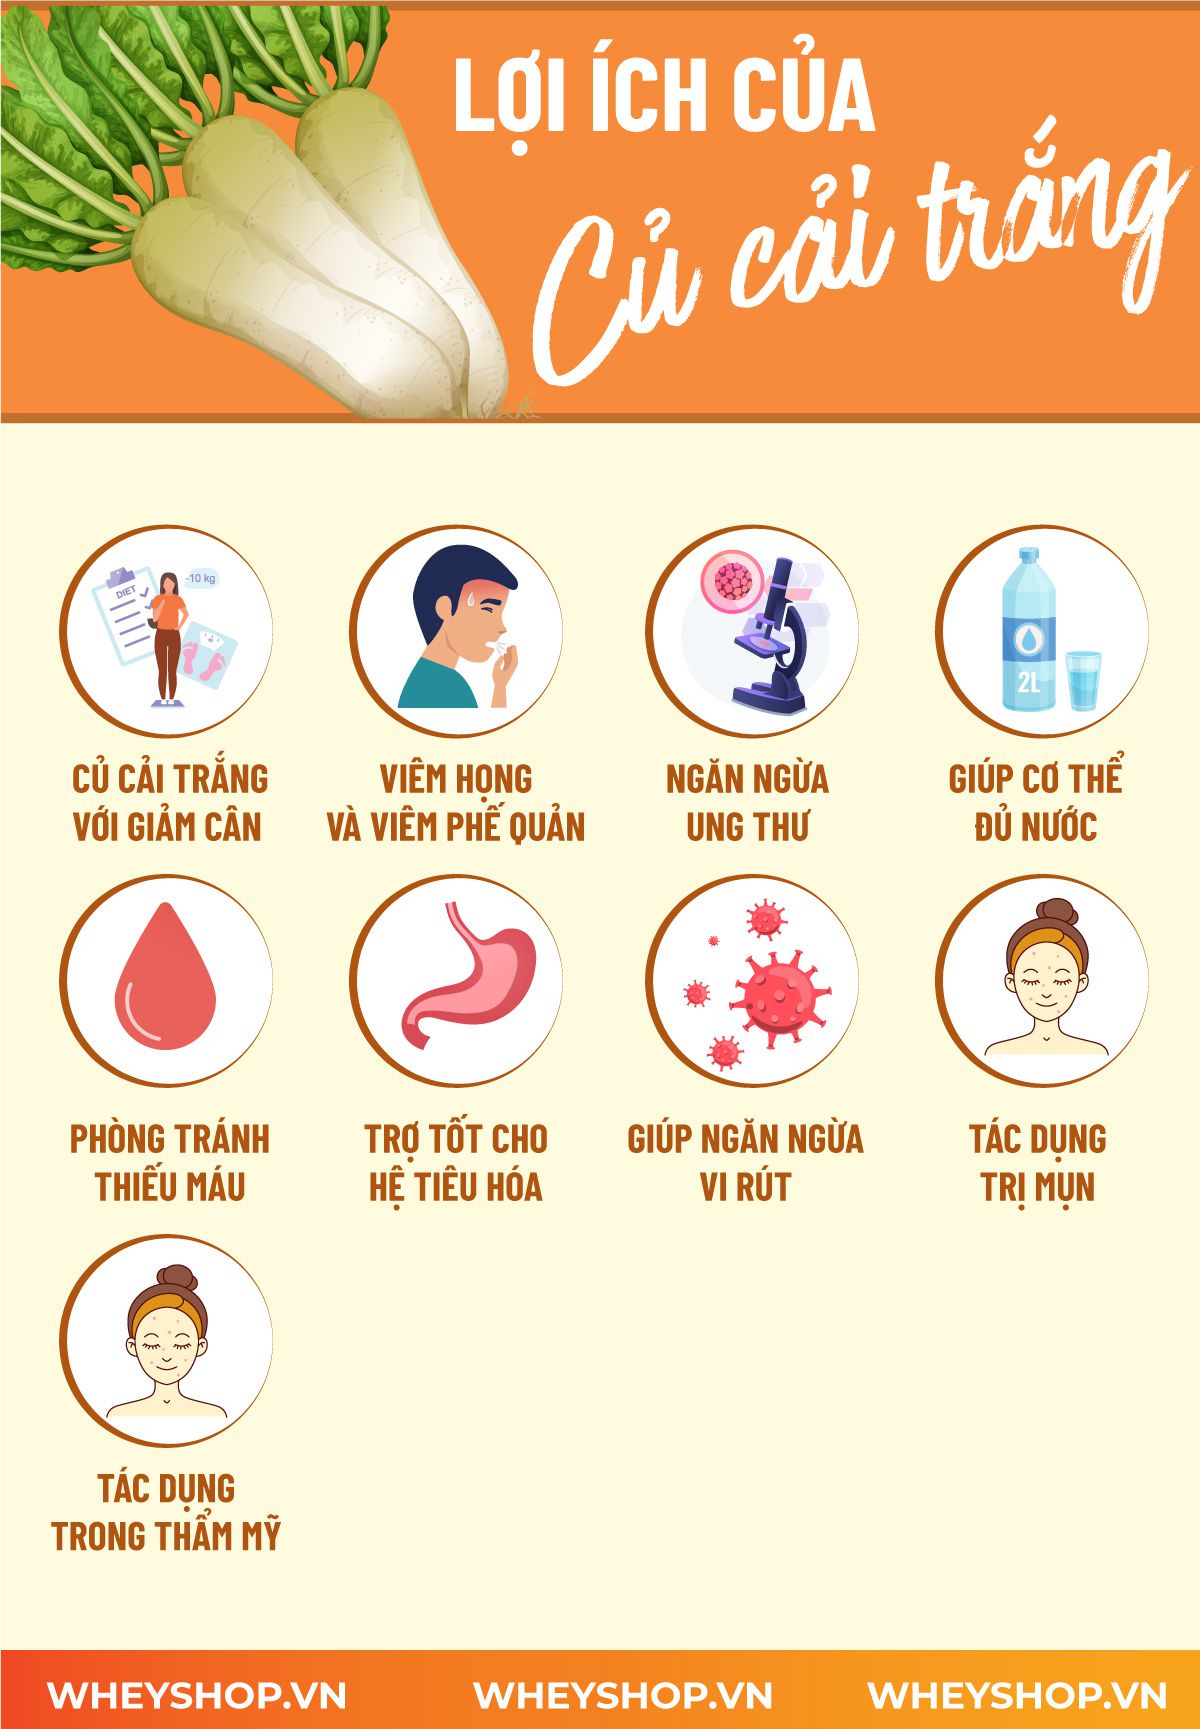 LỢI ÍCH CỦA
Củ cải trắng
DIET
-10 kg
2L
CỦ CẢI TRẮNG
VỚI GIẢM CÂN
VIÊM HỌNG
VÀ VIÊM PHẾ QUẢN
NGĂN NGỪA
UNG THƯ
GIÚP CƠ THỂ
ĐỦ NƯỚC
PHÒNG TRÁNH
THIẾU MÁU
TRỢ TỐT CHO
HỆ TIÊU HÓA
GIÚP NGĂN NGỪA
VI RÚT
TÁC DỤNG
TRỊ MỤN
TÁC DỤNG
TRONG THẨM MỸ
WHEYSHOP.VN WHEYSHOP.VN WHEYSHOP.VN